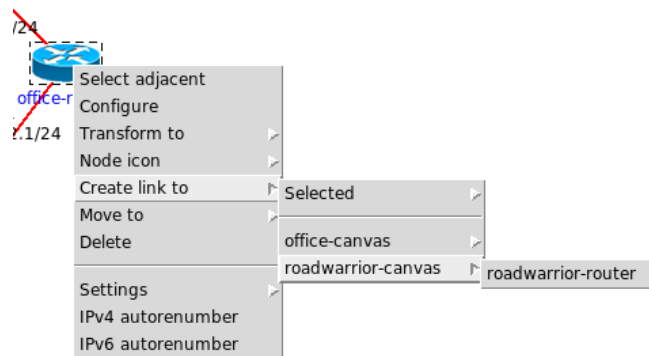 /24
office-r
.1/24
Select adjacent
Configure
Transform to
Node icon
Create link to
Move to
Delete
Settings
IPv4 autorenumber
IPv6 autorenumber
Selected
office-canvas
roadwarrior-canvas
roadwarrior-router